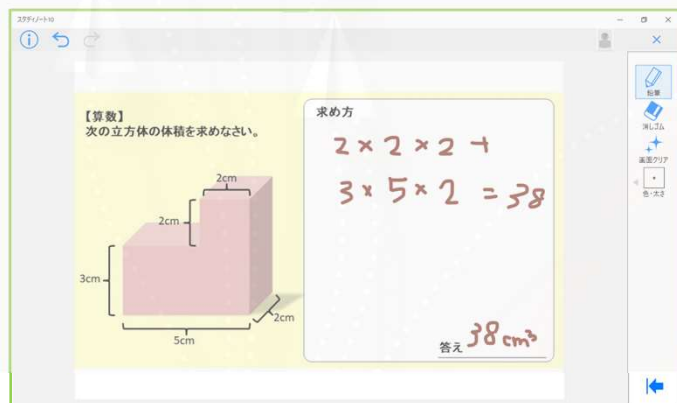 スタディノート10
鉛筆
消しゴム
画面クリア
色・太さ
【算数】
次の立方体の体積を求めなさい。
2cm
2cm
3cm
5cm
2cm
求め方
2×2×2+
3×5×2=38
答え 38cm³